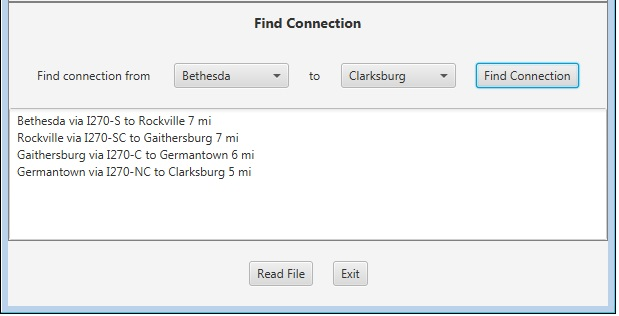 Find Connection
Find connection from Bethesda to Clarksburg Find Connection
Bethesda via I270-S to Rockville 7 mi
Rockville via I270-SC to Gaithersburg 7 mi
Gaithersburg via I270-C to Germantown 6 mi
Germantown via I270-NC to Clarksburg 5 mi
Read File Exit